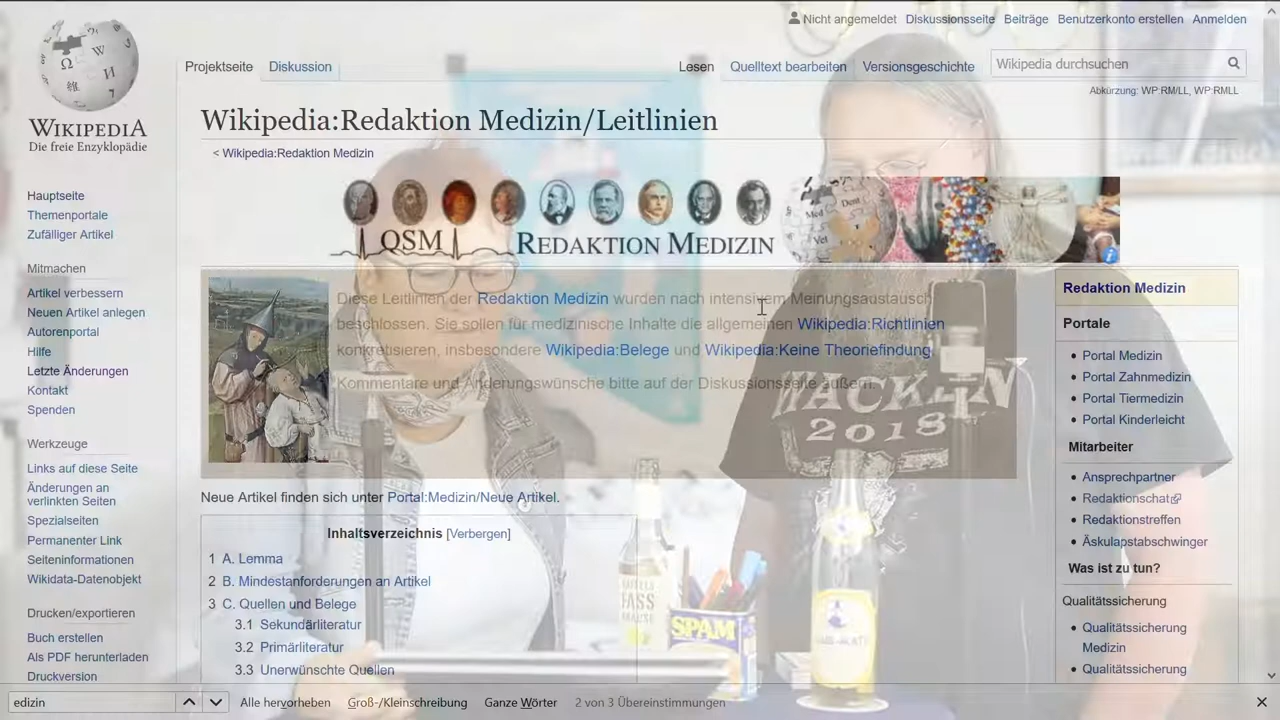 Nicht angemeldet Diskussionsseite Beiträge Benutzerkonto erstellen Anmelden
Projektseite Diskussion Lesen Quelltext bearbeiten Versionsgeschichte Wikipedia durchsuchen
Abkürzung: WP:RM/LL, WP:RMLL
WIKIPEDIA
Die freie Enzyklopädie
Wikipedia:Redaktion Medizin/Leitlinien
< Wikipedia:Redaktion Medizin
QSM REDAKTION MEDIZIN
Med Dent
Vet
Hauptseite
Themenportale
Zufälliger Artikel
Mitmachen
Artikel verbessern
Neuen Artikel anlegen
Autorenportal
Hilfe
Letzte Änderungen
Kontakt
Spenden
Werkzeuge
Links auf diese Seite
Änderungen an
verlinkten Seiten
Spezialseiten
Permanenter Link
Seiteninformationen
Wikidata-Datenobjekt
Drucken/exportieren
Buch erstellen
Als PDF herunterladen
Druckversion
Diese Leitlinien der Redaktion Medizin wurden nach intensivem Meinungsaustausch
beschlossen. Sie sollen für medizinische Inhalte die allgemeinen Wikipedia:Richtlinien
konkretisieren, insbesondere Wikipedia:Belege und Wikipedia:Keine Theoriefindung.
Kommentare und Änderungswünsche bitte auf der Diskussionsseite äußern.
WACKEN
2018
Neue Artikel finden sich unter Portal:Medizin/Neue Artikel.
Inhaltsverzeichnis [Verbergen]
1 A. Lemma
2 B. Mindestanforderungen an Artikel
3 C. Quellen und Belege
3.1 Sekundärliteratur
3.2 Primärliteratur
3.3 Unerwünschte Quellen
FASS
BRAUSE
SPAM
Redaktion Medizin
Portale
Portal Medizin
Portal Zahnmedizin
Portal Tiermedizin
Portal Kinderleicht
Mitarbeiter
Ansprechpartner
Redaktionschat
Redaktionstreffen
Äskulapstabschwinger
Was ist zu tun?
Qualitätssicherung
Qualitätssicherung
Medizin
Qualitätssicherung
edizin Alle hervorheben Groß-/Kleinschreibung Ganze Wörter 2 von 3 Übereinstimmungen